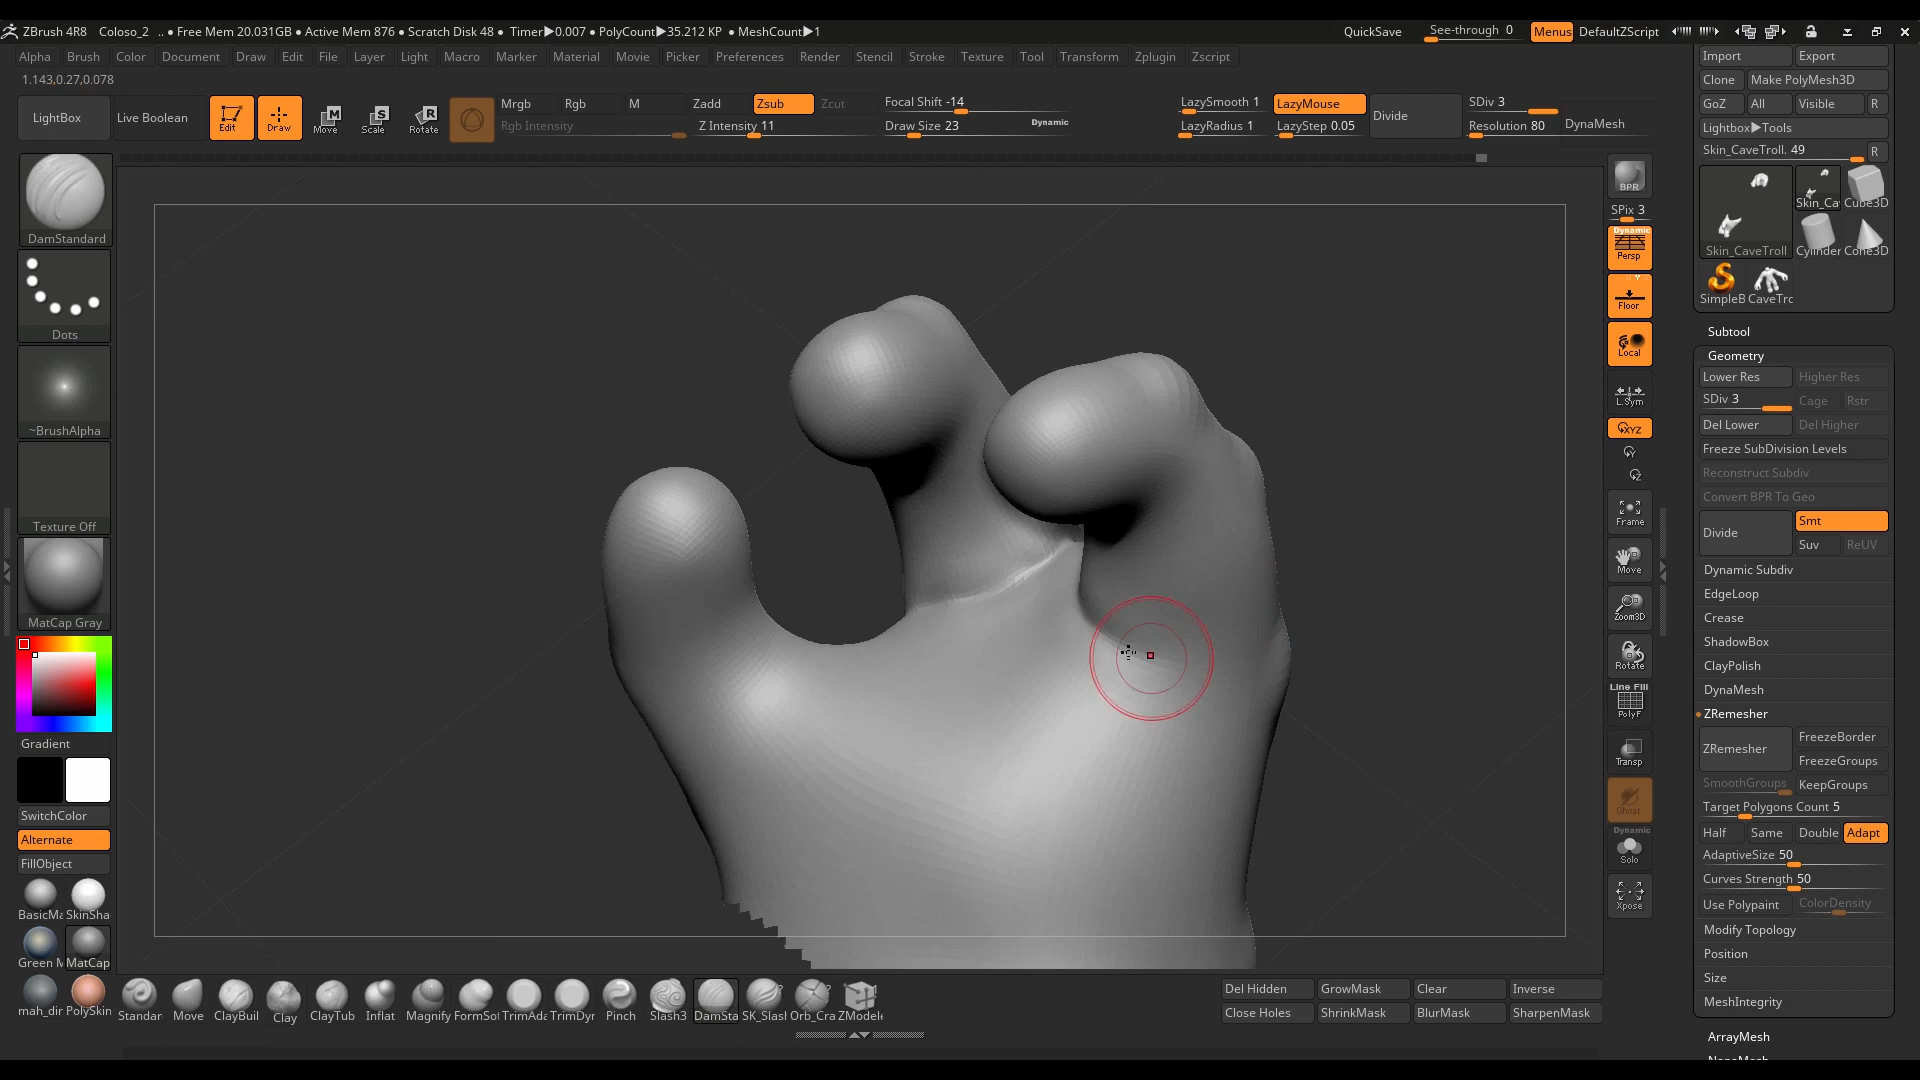 ZBrush 4R8 Coloso_2 .. ● Free Mem 20.031GB ● Active Mem 876 ● Scratch Disk 48 ● Timer▶0.007 ● PolyCount▶35.212 KP ● MeshCount▶1 QuickSave See-through 0 Menus DefaultZScript
Alpha Brush Color Document Draw Edit File Layer Light Macro Marker Material Movie Picker Preferences Render Stencil Stroke Texture Tool Transform Zplugin Zscript
1.143,0.27,0.078
LightBox
Live Boolean
Edit
Draw
Move
Scale
Rotate
Mrgb Rgb M Zadd Zsub Zcut
Rgb Intensity
Z Intensity 11
Focal Shift -14
Draw Size 23
Dynamic
LazySmooth 1
LazyMouse
LazyRadius 1
LazyStep 0.05
Divide
SDiv 3
Resolution 80
DynaMesh
DamStandard
Dots
~BrushAlpha
Texture Off
MatCap Gray
Gradient
SwitchColor
Alternate
FillObject
BasicMa SkinSha
Green M MatCap
mah_dir PolySkin
BPR
SPix 3
Dynamic
Persp
Floor
Local
L.Sym
XYZ
Y
Z
Frame
Move
Zoom3D
Rotate
Line Fill
PolyF
Transp
Ghost
Dynamic
Solo
Xpose
Import Export
Clone Make PolyMesh3D
GoZ All Visible R
Lightbox▶Tools
Skin_CaveTroll. 49 R
Skin_CaveTroll
Skin_Ca Cube3D
Cylinder Cone3D
SimpleB CaveTrc
Subtool
Geometry
Lower Res Higher Res
SDiv 3 Cage Rstr
Del Lower Del Higher
Freeze SubDivision Levels
Reconstruct Subdiv
Convert BPR To Geo
Divide
Smt
Suv ReUV
Dynamic Subdiv
EdgeLoop
Crease
ShadowBox
ClayPolish
DynaMesh
ZRemesher
ZRemesher
FreezeBorder
FreezeGroups
SmoothGroups KeepGroups
Target Polygons Count 5
Half Same Double Adapt
AdaptiveSize 50
Curves Strength 50
Use Polypaint ColorDensity
Modify Topology
Position
Size
MeshIntegrity
ArrayMesh
NanoMesh
Standar Move ClayBuil Clay ClayTub Inflat Magnify FormSof TrimAda TrimDyr Pinch Slash3 DamSta SK_Slasl Orb_Cra ZModele
Del Hidden GrowMask Clear Inverse
Close Holes ShrinkMask BlurMask SharpenMask